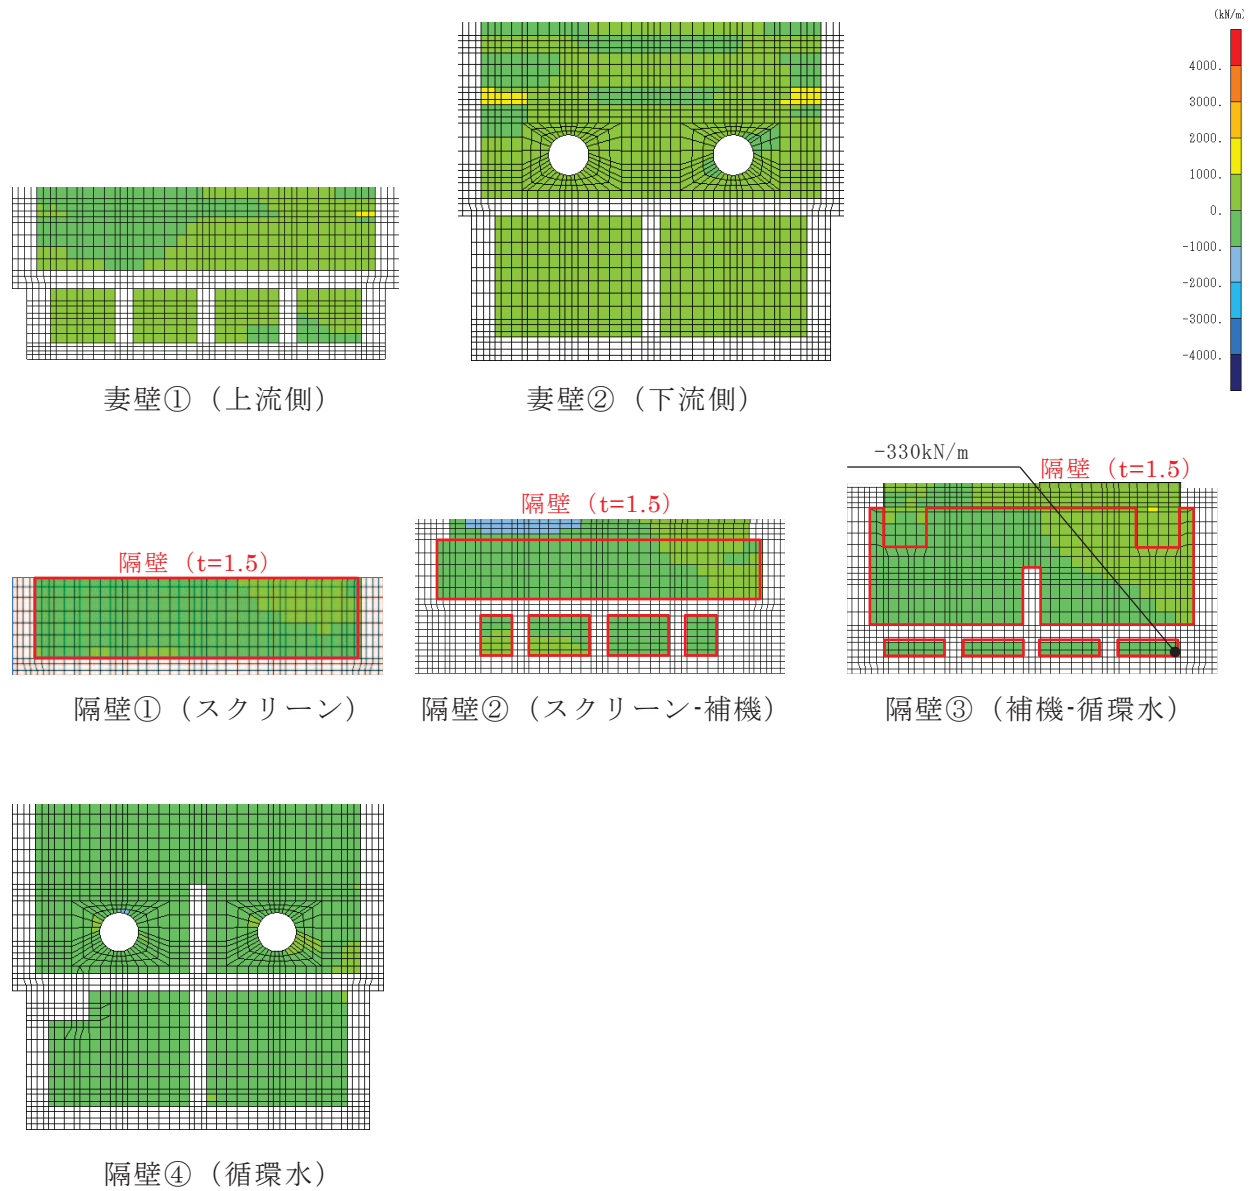 (kN/m)
4000.
3000.
2000.
1000.
0.
-1000.
-2000.
-3000.
-4000.
妻壁①（上流側）
妻壁②（下流側）
隔壁（t=1.5）
隔壁（t=1.5）
-330kN/m
隔壁（t=1.5）
隔壁①（スクリーン）
隔壁②（スクリーン-補機）
隔壁③（補機-循環水）
隔壁④（循環水）